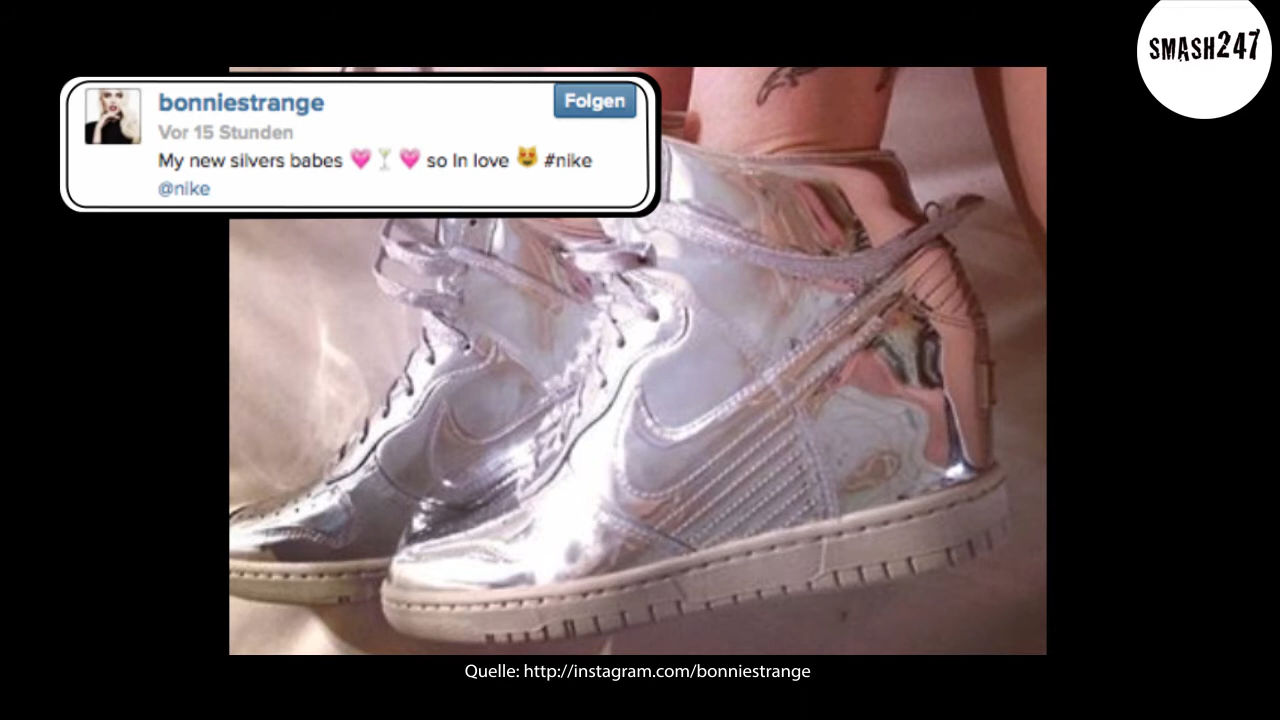 SMASH247
bonniestrange
Folgen
Vor 15 Stunden
My new silvers babes 💗🍸💗 so In love 😻 #nike
@nike
Quelle: http://instagram.com/bonniestrange